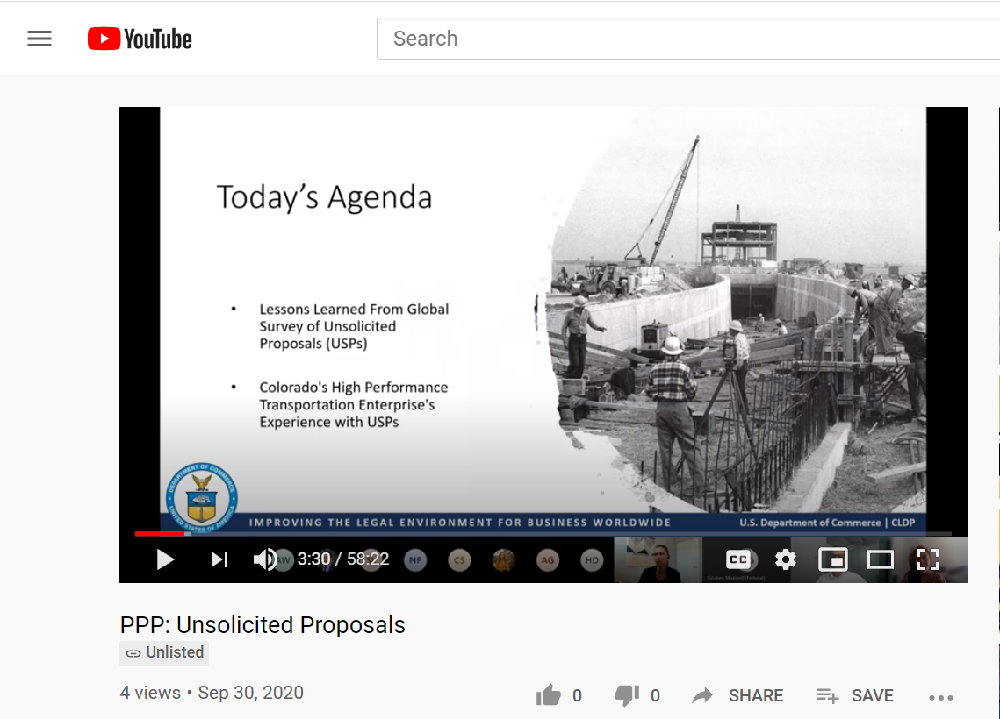 YouTube
Search
Today's Agenda
• Lessons Learned From Global
Survey of Unsolicited
Proposals (USPs)
• Colorado's High Performance
Transportation Enterprise's
Experience with USPs
DEPARTMENT OF COMMERCE
UNITED STATES OF AMERICA
IMPROVING THE LEGAL ENVIRONMENT FOR BUSINESS WORLDWIDE
U.S. Department of Commerce | CLDP
AW
3:30 / 58:22
NF
CS
AG
HD
CC
PPP: Unsolicited Proposals
Unlisted
4 views • Sep 30, 2020
0
0
SHARE
SAVE